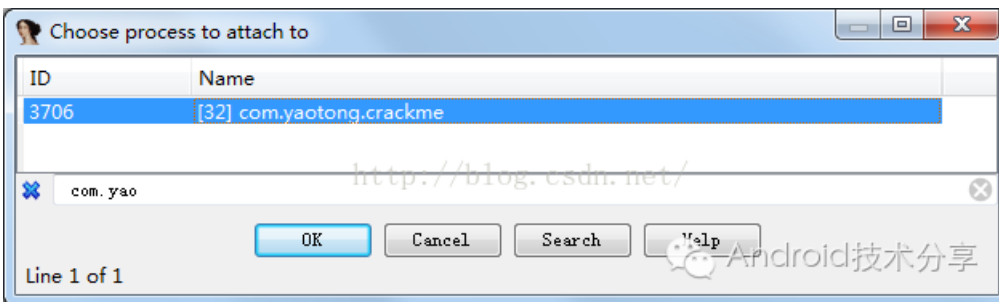 Choose process to attach to
ID Name
3706 [32] com.yaotong.crackme
http://blog.csdn.net/
com.yao
OK Cancel Search Help
Android技术分享
Line 1 of 1